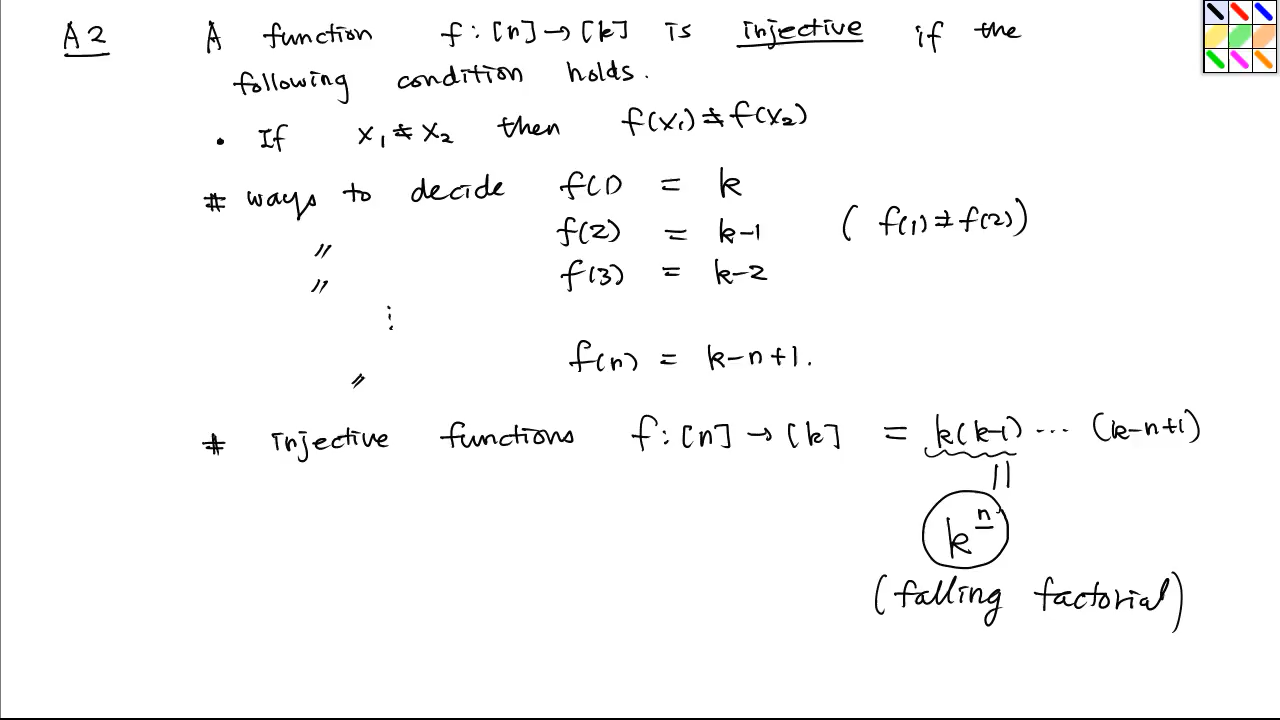 A2 A function f : [n] → [k] is injective if the
following condition holds.
• If x₁ ≠ x₂ then f(x₁) ≠ f(x₂)
# ways to decide f(1) = k
〃 f(2) = k-1 ( f(1) ≠ f(2) )
〃 f(3) = k-2
⋮
〃 f(n) = k-n+1.
# injective functions f : [n] → [k] = k(k-1) ⋯ (k-n+1)
||
k^n̲
(falling factorial)